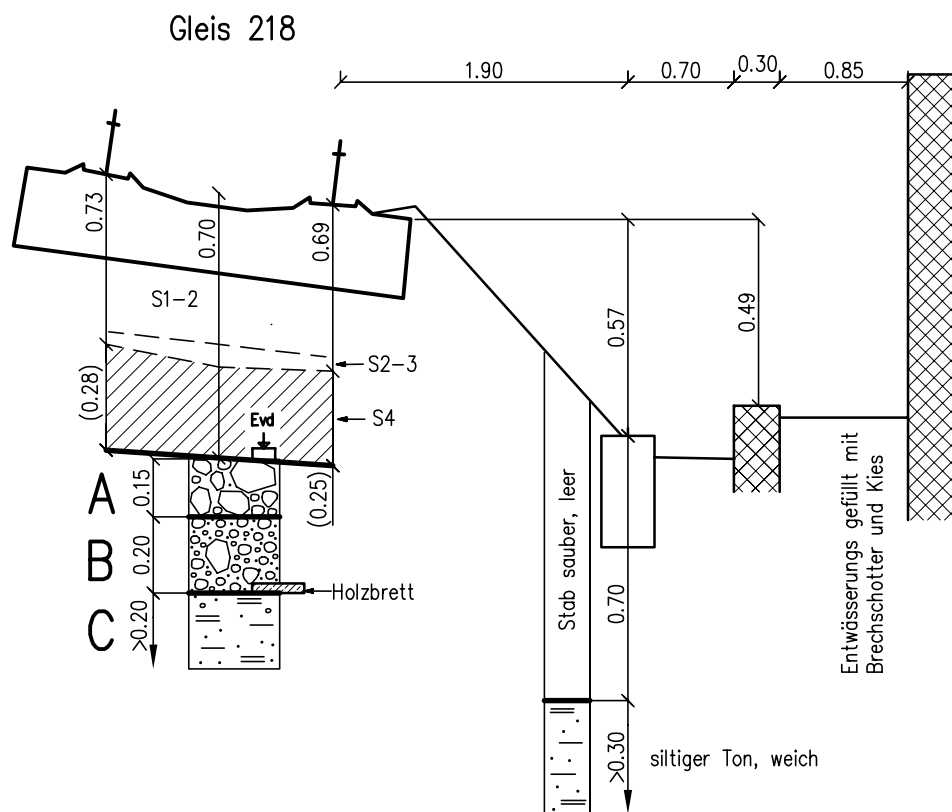 Gleis 218
1.90
0.70
0.30
0.85
0.73
0.70
0.69
S1-2
S2-3
S4
(0.28)
Evd
(0.25)
A
0.15
B
0.20
Holzbrett
C
>0.20
0.57
0.49
Stab sauber, leer
0.70
>0.30
siltiger Ton, weich
Entwässerungs gefüllt mit
Brechschotter und Kies